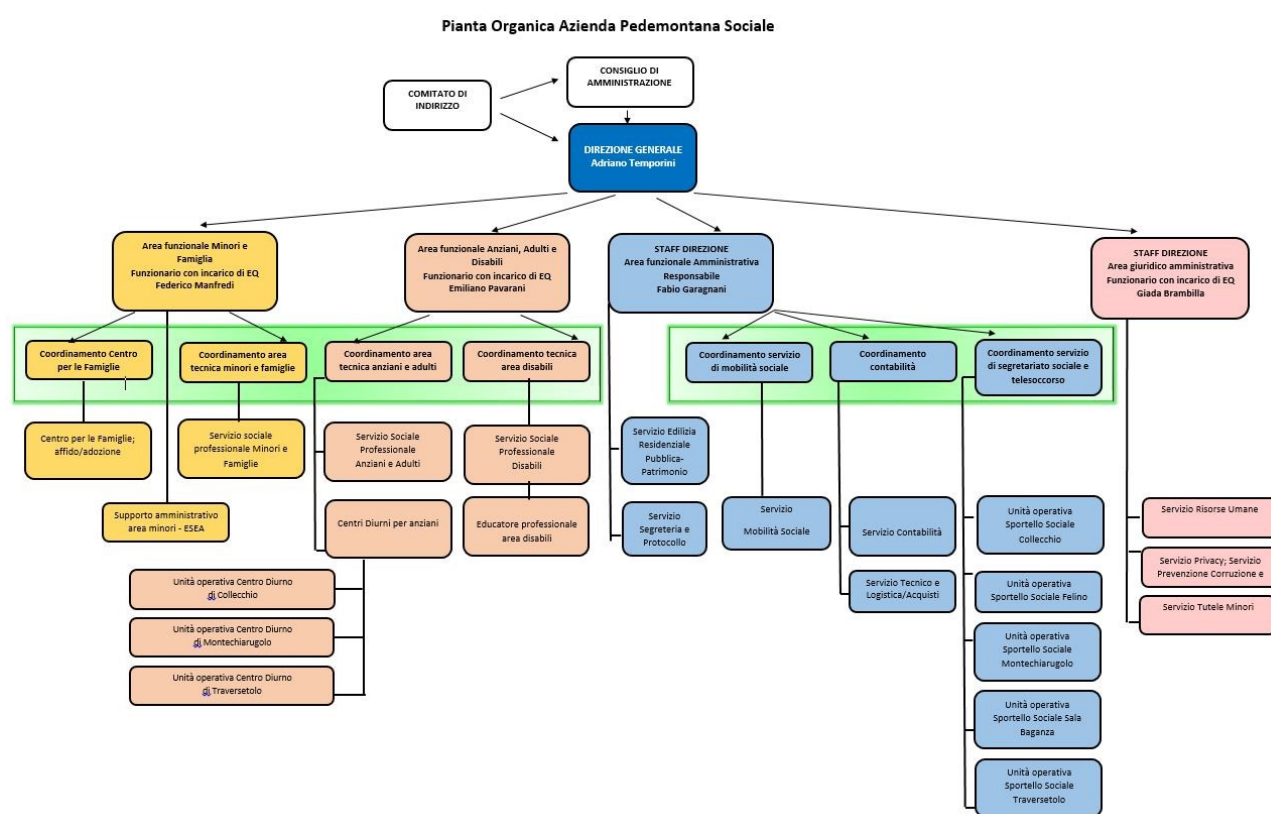 Pianta Organica Azienda Pedemontana Sociale
CONSIGLIO DI
AMMINISTRAZIONE
COMITATO DI
INDIRIZZO
DIREZIONE GENERALE
Adriano Temporini
Area funzionale Minori e
Famiglia
Funzionario con incarico di EQ
Federico Manfredi
Area funzionale Anziani, Adulti e
Disabili
Funzionario con incarico di EQ
Emiliano Pavarani
STAFF DIREZIONE
Area funzionale Amministrativa
Responsabile
Fabio Garagnani
STAFF DIREZIONE
Area giuridico amministrativa
Funzionario con incarico di EQ
Giada Brambilla
Coordinamento Centro
per le Famiglie
Coordinamento area
tecnica minori e famiglie
Coordinamento area
tecnica anziani e adulti
Coordinamento tecnica
area disabili
Coordinamento servizio
di mobilità sociale
Coordinamento
contabilità
Coordinamento servizio
di segretariato sociale e
telesoccorso
Centro per le Famiglie;
affido/adozione
Servizio sociale
professionale Minori e
Famiglie
Servizio Sociale
Professionale
Anziani e Adulti
Servizio Sociale
Professionale
Disabili
Servizio Edilizia
Residenziale
Pubblica-
Patrimonio
Supporto amministrativo
area minori - ESEA
Centri Diurni per anziani
Educatore professionale
area disabili
Servizio
Segreteria e
Protocollo
Servizio
Mobilità Sociale
Servizio Contabilità
Unità operativa
Sportello Sociale
Collecchio
Servizio Risorse Umane
Servizio Privacy; Servizio
Prevenzione Corruzione e
Servizio Tutele Minori
Unità operativa Centro Diurno
di Collecchio
Unità operativa Centro Diurno
di Montechiarugolo
Unità operativa Centro Diurno
di Traversetolo
Servizio Tecnico e
Logistica/Acquisti
Unità operativa
Sportello Sociale Felino
Unità operativa
Sportello Sociale
Montechiarugolo
Unità operativa
Sportello Sociale Sala
Baganza
Unità operativa
Sportello Sociale
Traversetolo